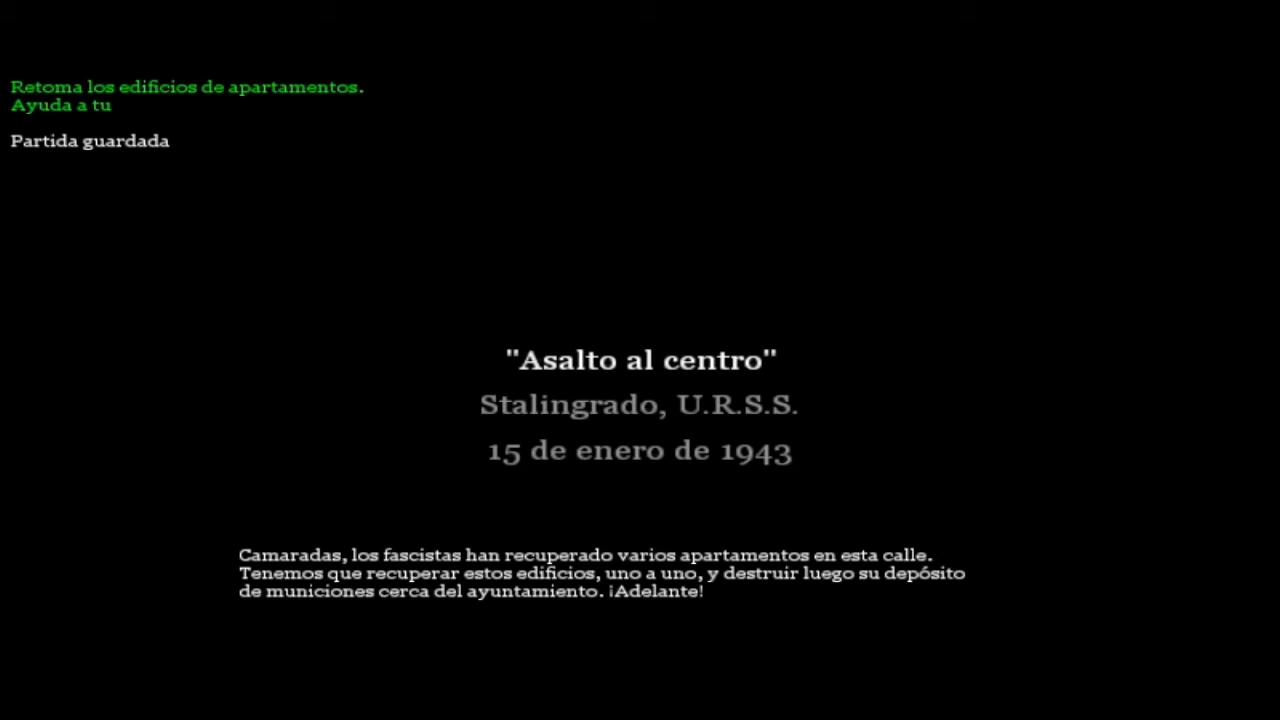 Retoma los edificios de apartamentos.
Ayuda a tu
Partida guardada
"Asalto al centro"
Stalingrado, U.R.S.S.
15 de enero de 1943
Camaradas, los fascistas han recuperado varios apartamentos en esta calle.
Tenemos que recuperar estos edificios, uno a uno, y destruir luego su depósito
de municiones cerca del ayuntamiento. ¡Adelante!